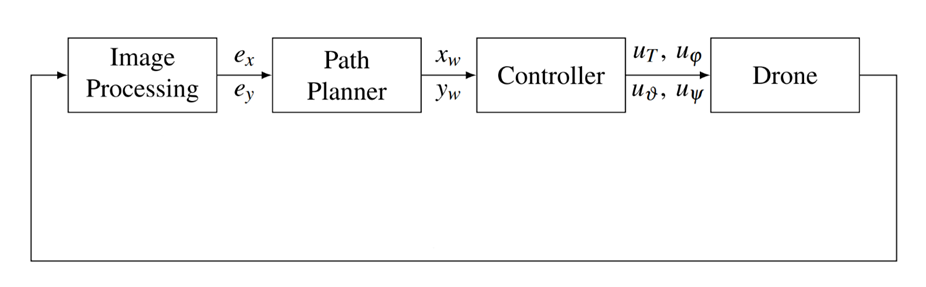 Image
Processing
e_x
e_y
Path
Planner
x_w
y_w
Controller
u_T, u_φ
u_ϑ, u_ψ
Drone